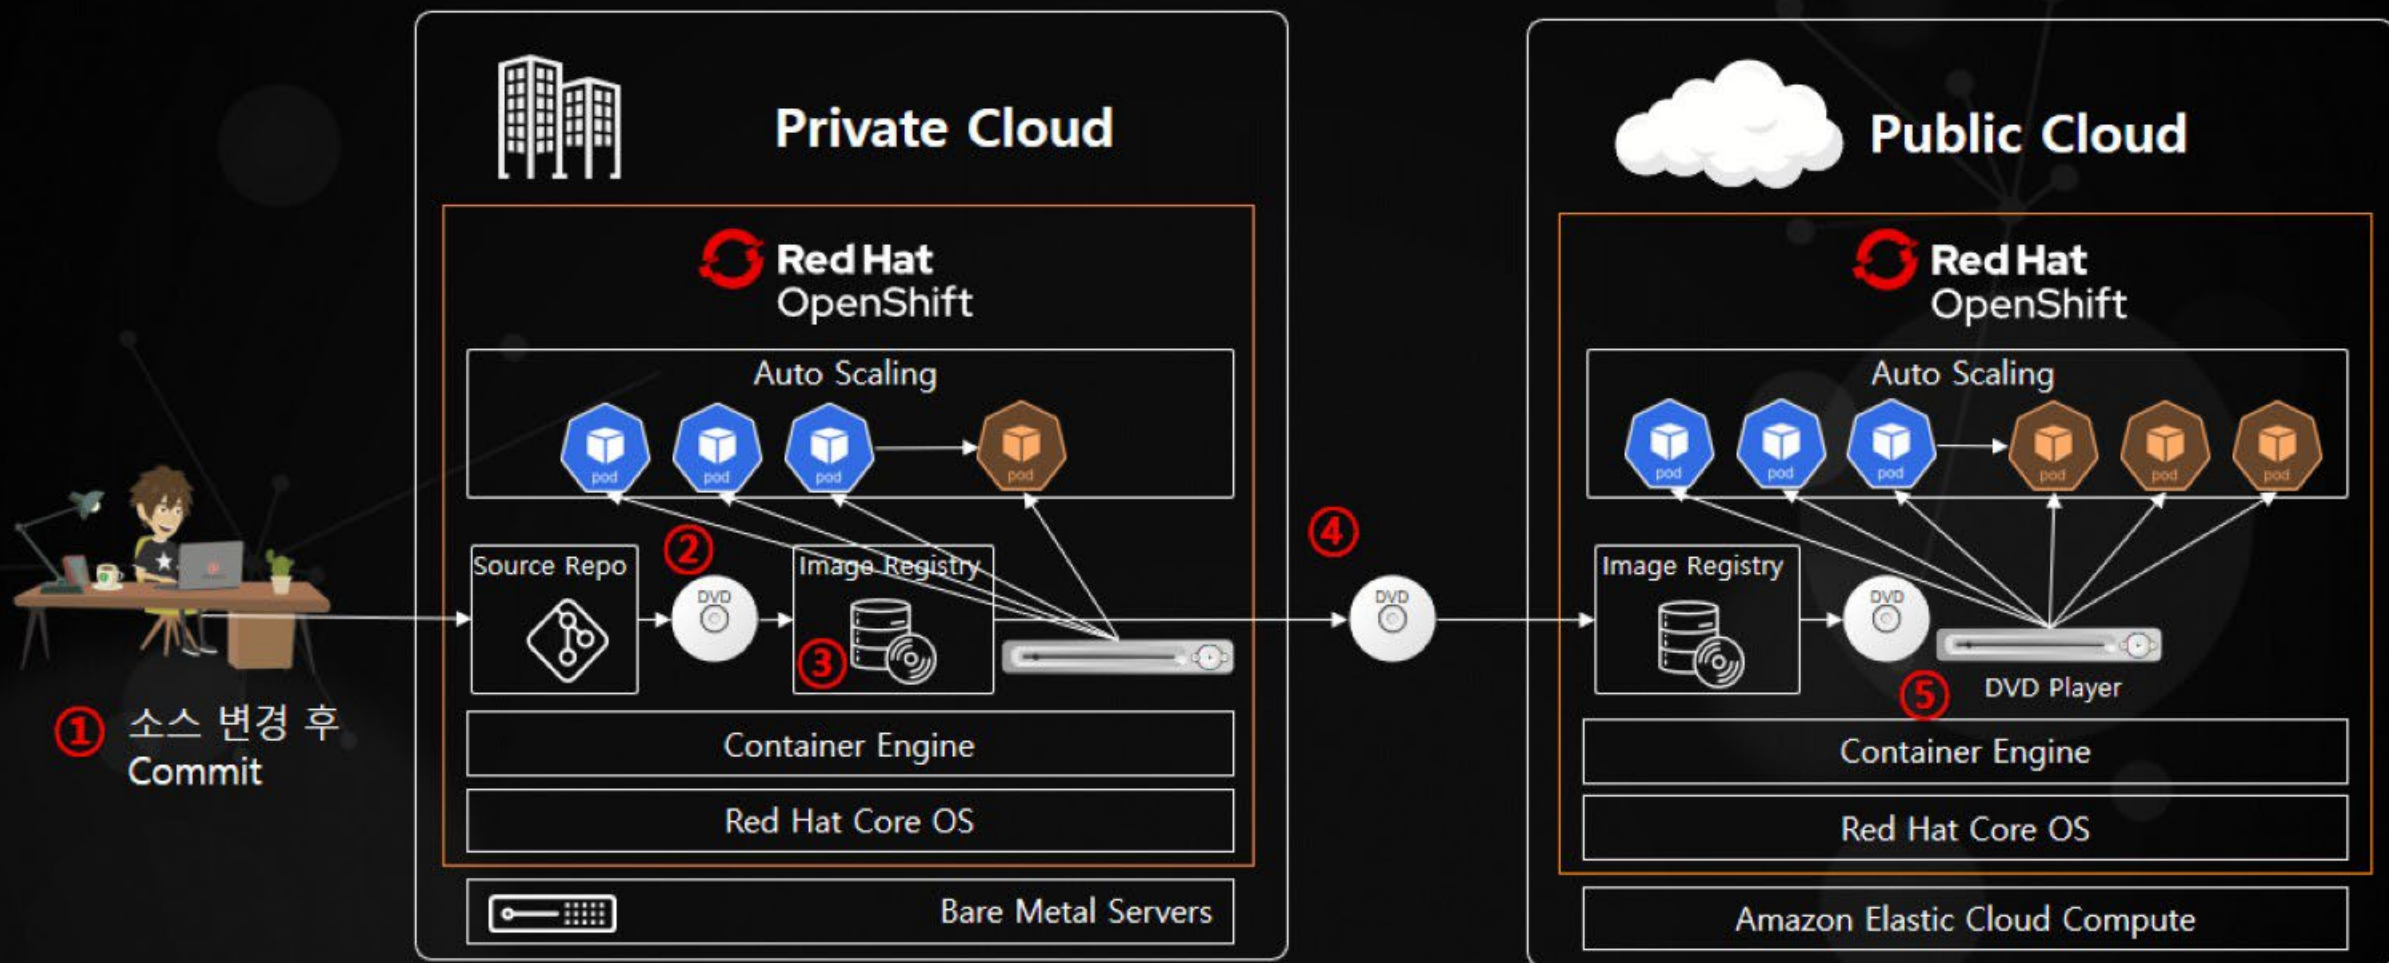 Private Cloud
Red Hat
OpenShift
Auto Scaling
pod
pod
pod
pod
Source Repo
②
DVD
Image Registry
③
① 소스 변경 후
Commit
Container Engine
Red Hat Core OS
Bare Metal Servers
④
DVD
Public Cloud
Red Hat
OpenShift
Auto Scaling
pod
pod
pod
pod
pod
pod
Image Registry
DVD
⑤
DVD Player
Container Engine
Red Hat Core OS
Amazon Elastic Cloud Compute